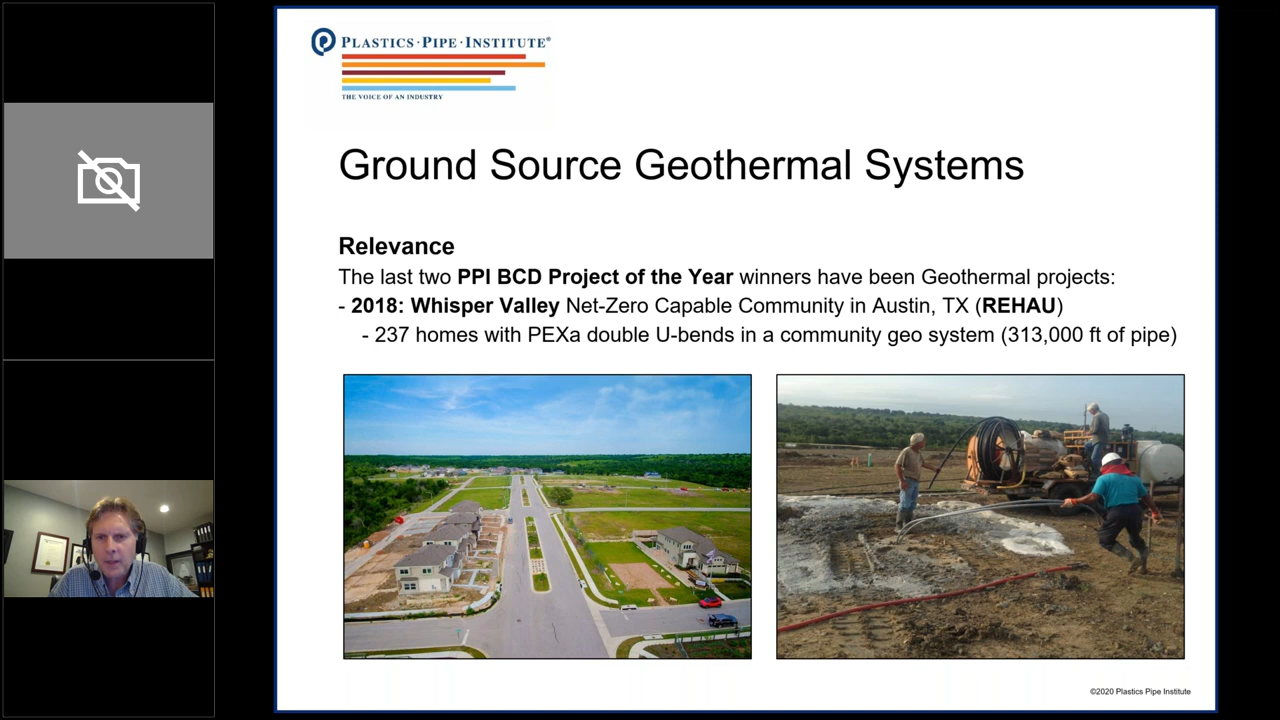 PLASTICS·PIPE·INSTITUTE®
THE VOICE OF AN INDUSTRY
Ground Source Geothermal Systems
Relevance
The last two PPI BCD Project of the Year winners have been Geothermal projects:
- 2018: Whisper Valley Net-Zero Capable Community in Austin, TX (REHAU)
- 237 homes with PEXa double U-bends in a community geo system (313,000 ft of pipe)
©2020 Plastics Pipe Institute